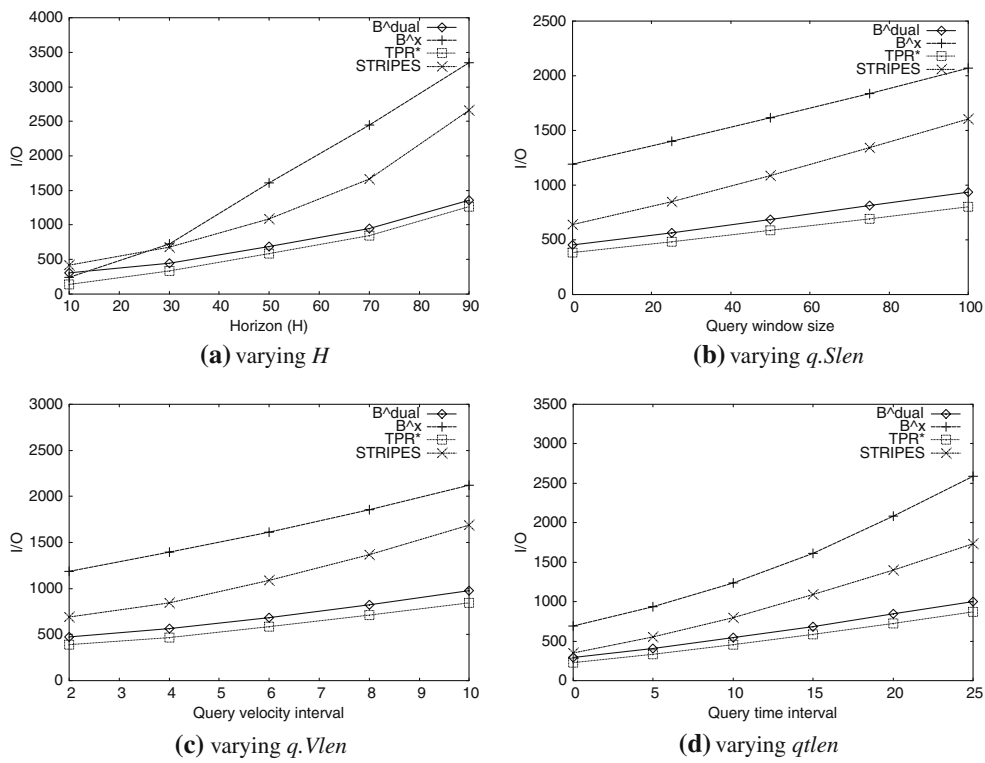 4000
3500
3000
2500
2000
1500
1000
500
0
I/O
B^dual
B^x
TPR*
STRIPES
10 30 50 70 90
Horizon (H)
(a) varying H
2500
2000
1500
1000
500
0
I/O
B^dual
B^x
TPR*
STRIPES
0 20 40 60 80 100
Query window size
(b) varying q.Slen
3000
2500
2000
1500
1000
500
0
I/O
B^dual
B^x
TPR*
STRIPES
2 3 4 5 6 7 8 9 10
Query velocity interval
(c) varying q.Vlen
3500
3000
2500
2000
1500
1000
500
0
I/O
B^dual
B^x
TPR*
STRIPES
0 5 10 15 20 25
Query time interval
(d) varying qtlen